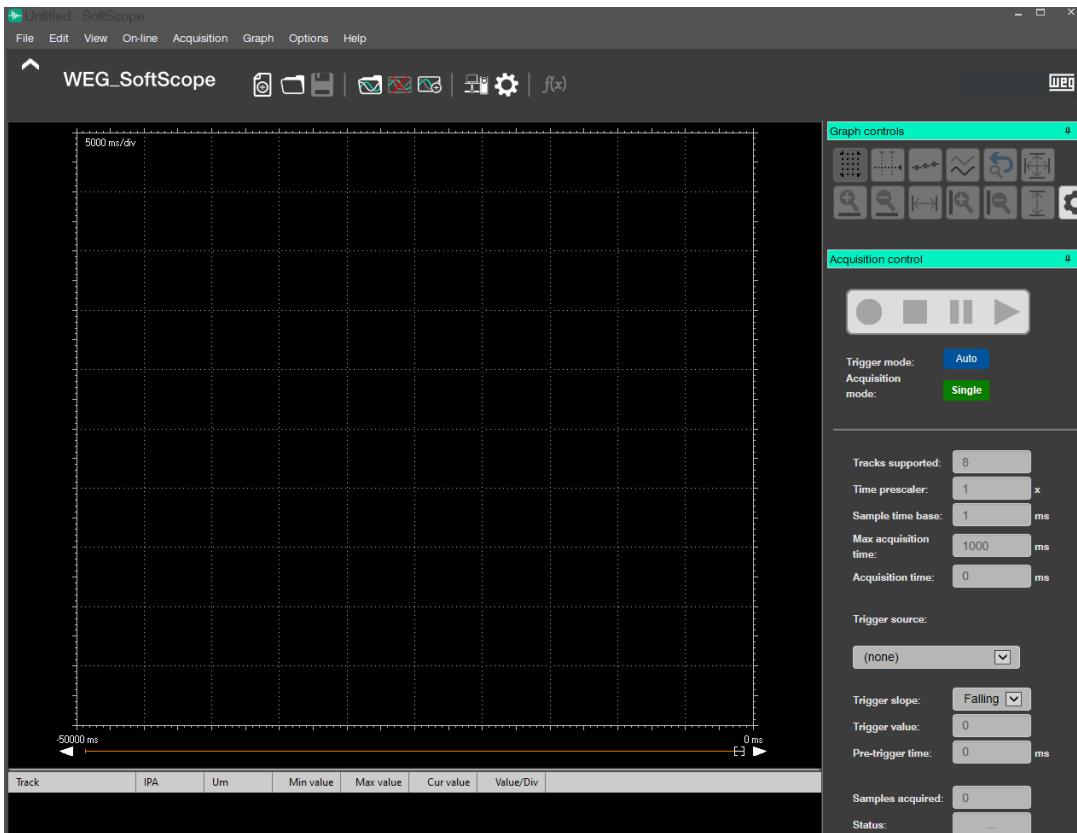 Untitled - SoftScope
File Edit View On-line Acquisition Graph Options Help
WEG_SoftScope
f(x)
weg
5000 ms/div
-50000 ms
0 ms
Track IPA Um Min value Max value Cur value Value/Div
Graph controls
Acquisition control
Trigger mode: Auto
Acquisition
mode: Single
Tracks supported: 8
Time prescaler: 1 x
Sample time base: 1 ms
Max acquisition
time: 1000 ms
Acquisition time: 0 ms
Trigger source:
(none)
Trigger slope: Falling
Trigger value: 0
Pre-trigger time: 0 ms
Samples acquired: 0
Status: ...